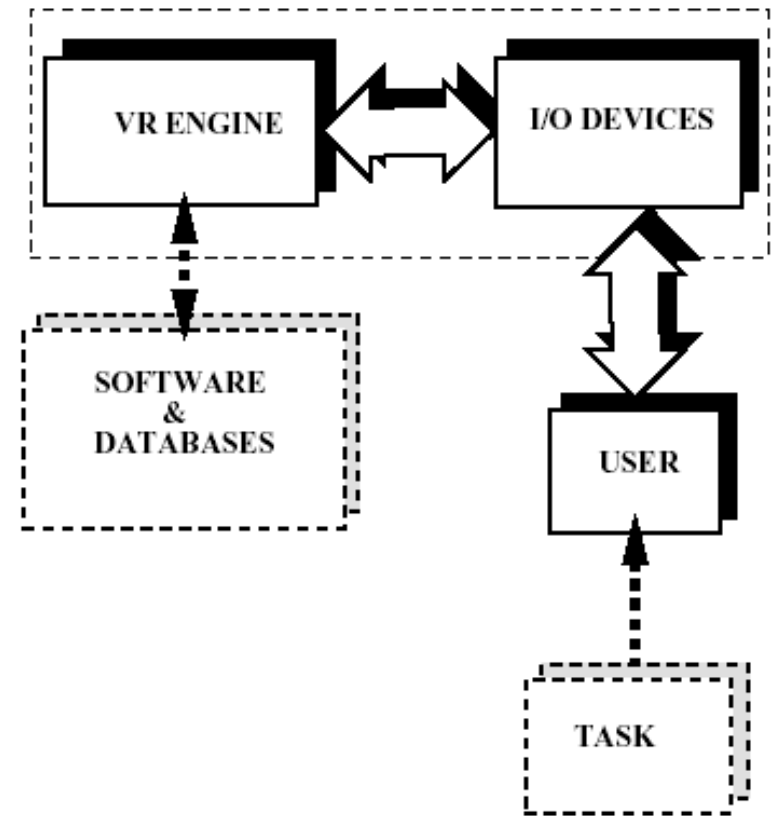 VR ENGINE
I/O DEVICES
SOFTWARE
&
DATABASES
USER
TASK